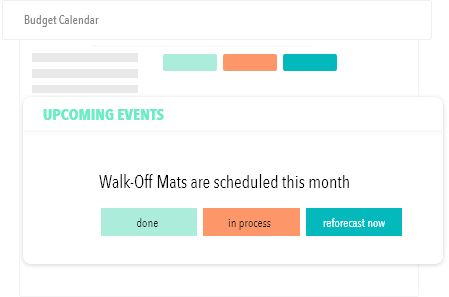 Budget Calendar
UPCOMING EVENTS
Walk-Off Mats are scheduled this month
done
in process
reforecast now